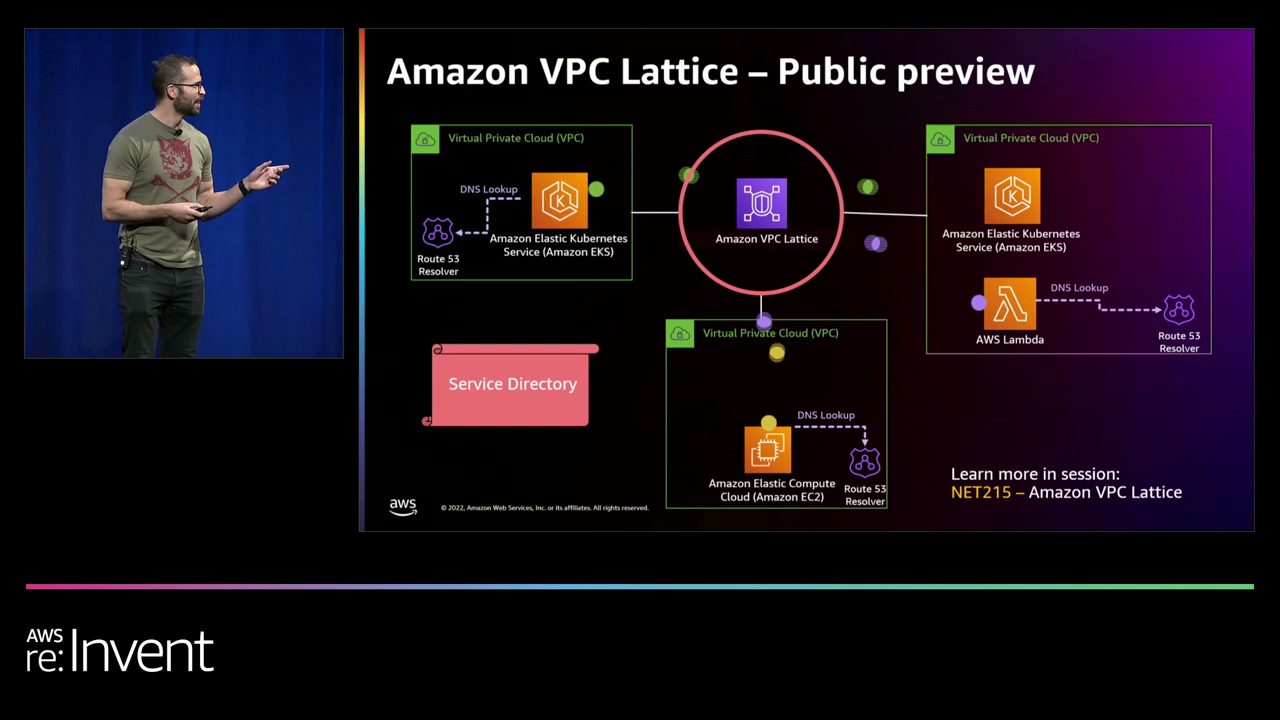 Amazon VPC Lattice – Public preview
Virtual Private Cloud (VPC)
DNS Lookup
Route 53
Resolver
Amazon Elastic Kubernetes
Service (Amazon EKS)
Amazon VPC Lattice
Virtual Private Cloud (VPC)
Amazon Elastic Kubernetes
Service (Amazon EKS)
DNS Lookup
AWS Lambda
Route 53
Resolver
Service Directory
Virtual Private Cloud (VPC)
DNS Lookup
Amazon Elastic Compute
Cloud (Amazon EC2)
Route 53
Resolver
Learn more in session:
NET215 – Amazon VPC Lattice
aws
© 2022, Amazon Web Services, Inc. or its affiliates. All rights reserved.
AWS
re:Invent